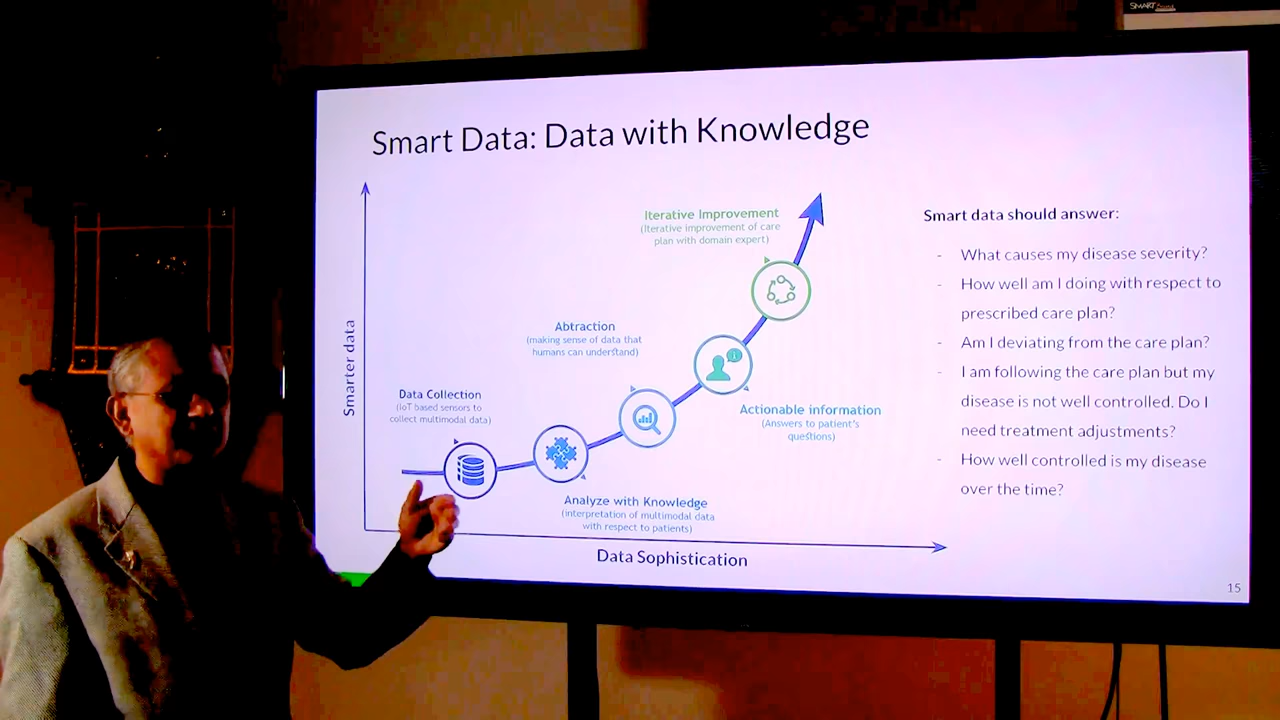 SMART
Smart Data: Data with Knowledge
Iterative Improvement
(Iterative improvement of care
plan with domain expert)
Abtraction
(making sense of data that
humans can understand)
Data Collection
(IoT based sensors to
collect multimodal data)
Actionable information
(Answers to patient's
questions)
Analyze with Knowledge
(interpretation of multimodal data
with respect to patients)
Smarter data
Data Sophistication
Smart data should answer:
- What causes my disease severity?
- How well am I doing with respect to
prescribed care plan?
- Am I deviating from the care plan?
- I am following the care plan but my
disease is not well controlled. Do I
need treatment adjustments?
- How well controlled is my disease
over the time?
15